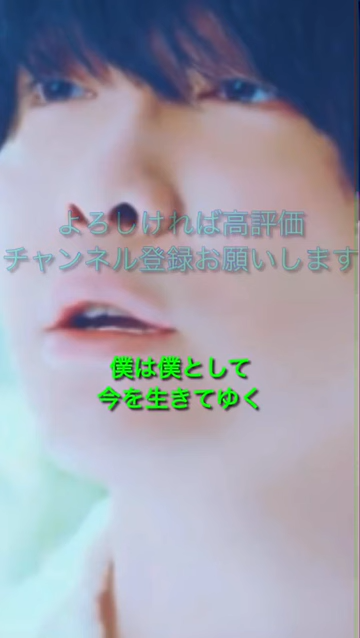 よろしければ高評価
チャンネル登録お願いします
僕は僕として
今を生きてゆく